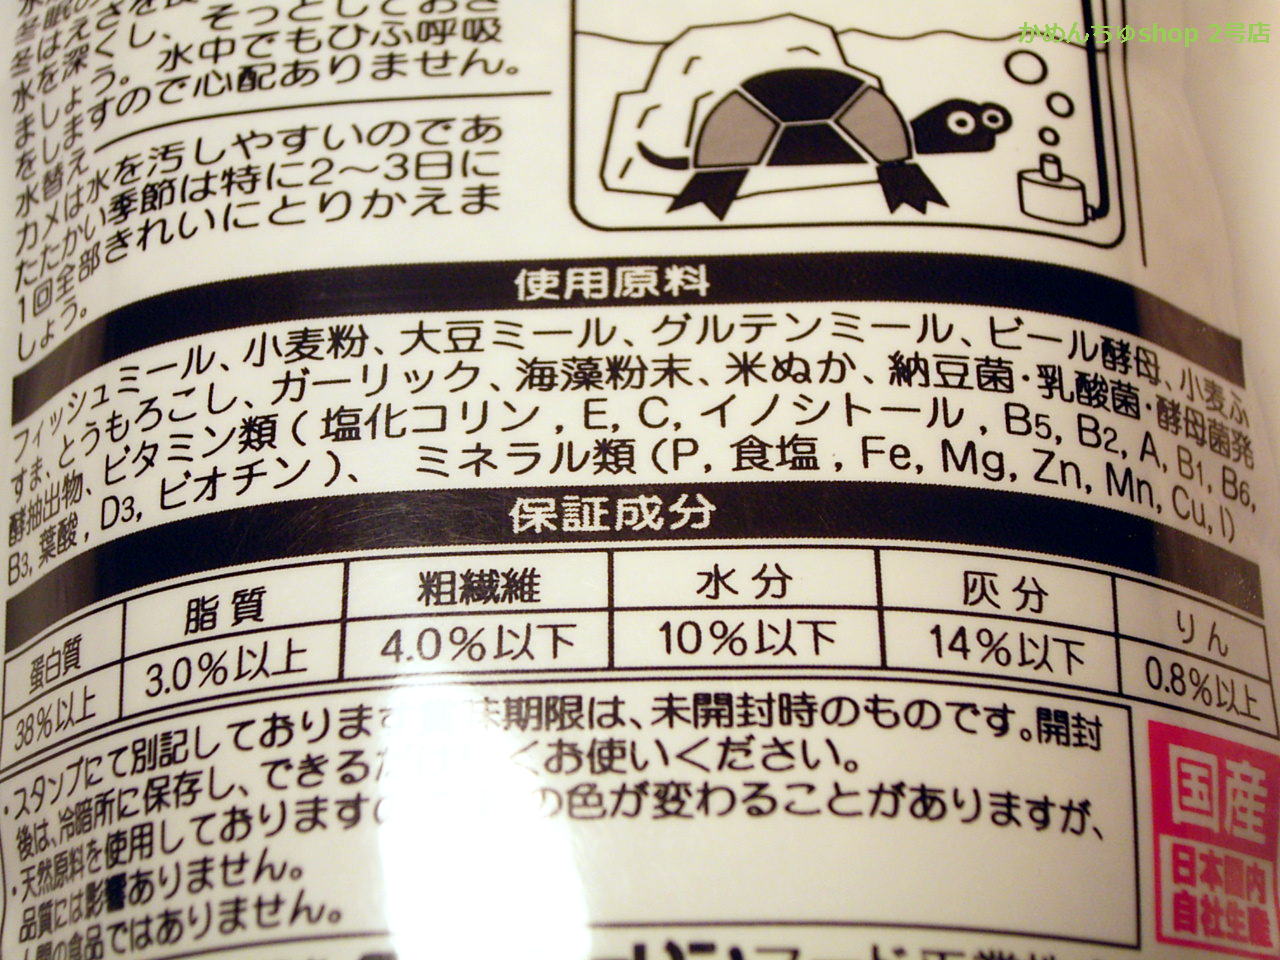 かめんちゅshop 2号店
そっとしておき
冬はえさを
冬を深くし、水中でもひふ呼吸
水をしょう。
ますので心配ありません。
水替え
カメは水を汚しやすいのであ
たたかい季節は特に2～3日に
1回全部きれいにとりかえま
しょう。
使用原料
フィッシュミール、小麦粉、大豆ミール、グルテンミール、ビール酵母、小麦ふ
すま、とうもろこし、ガーリック、海藻粉末、米ぬか、納豆菌・乳酸菌・酵母菌発
酵抽出物、ビタミン類(塩化コリン,E,C,イノシトール,B5,B2,A,B1,B6,
B3,葉酸,D3,ビオチン)、ミネラル類(P,食塩,Fe,Mg,Zn,Mn,Cu,I)
保証成分
蛋白質 脂質 粗繊維 水分 灰分 りん
38%以上 3.0%以上 4.0%以下 10%以下 14%以下 0.8%以上
・スタンプにて別記しておりま 味期限は、未開封時のものです。開封
後は、冷暗所に保存し、できる くお使いください。
・天然原料を使用しております の色が変わることがありますが、
品質には影響ありません。
人間の食品ではありません。
国産
日本国内
自社生産